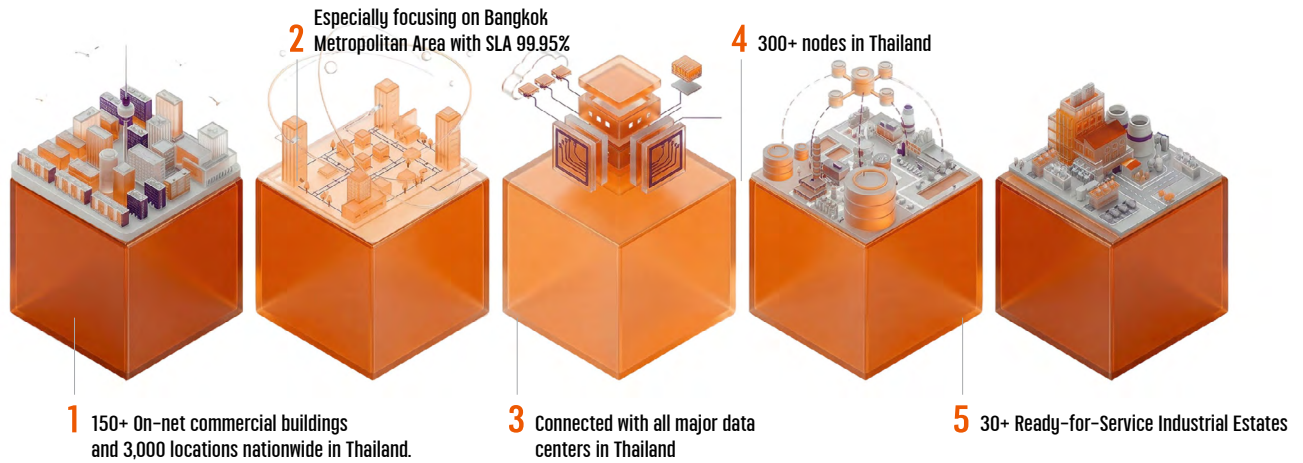 1 150+ On-net commercial buildings
and 3,000 locations nationwide in Thailand.
2 Especially focusing on Bangkok
Metropolitan Area with SLA 99.95%
3 Connected with all major data
centers in Thailand
4 300+ nodes in Thailand
5 30+ Ready-for-Service Industrial Estates